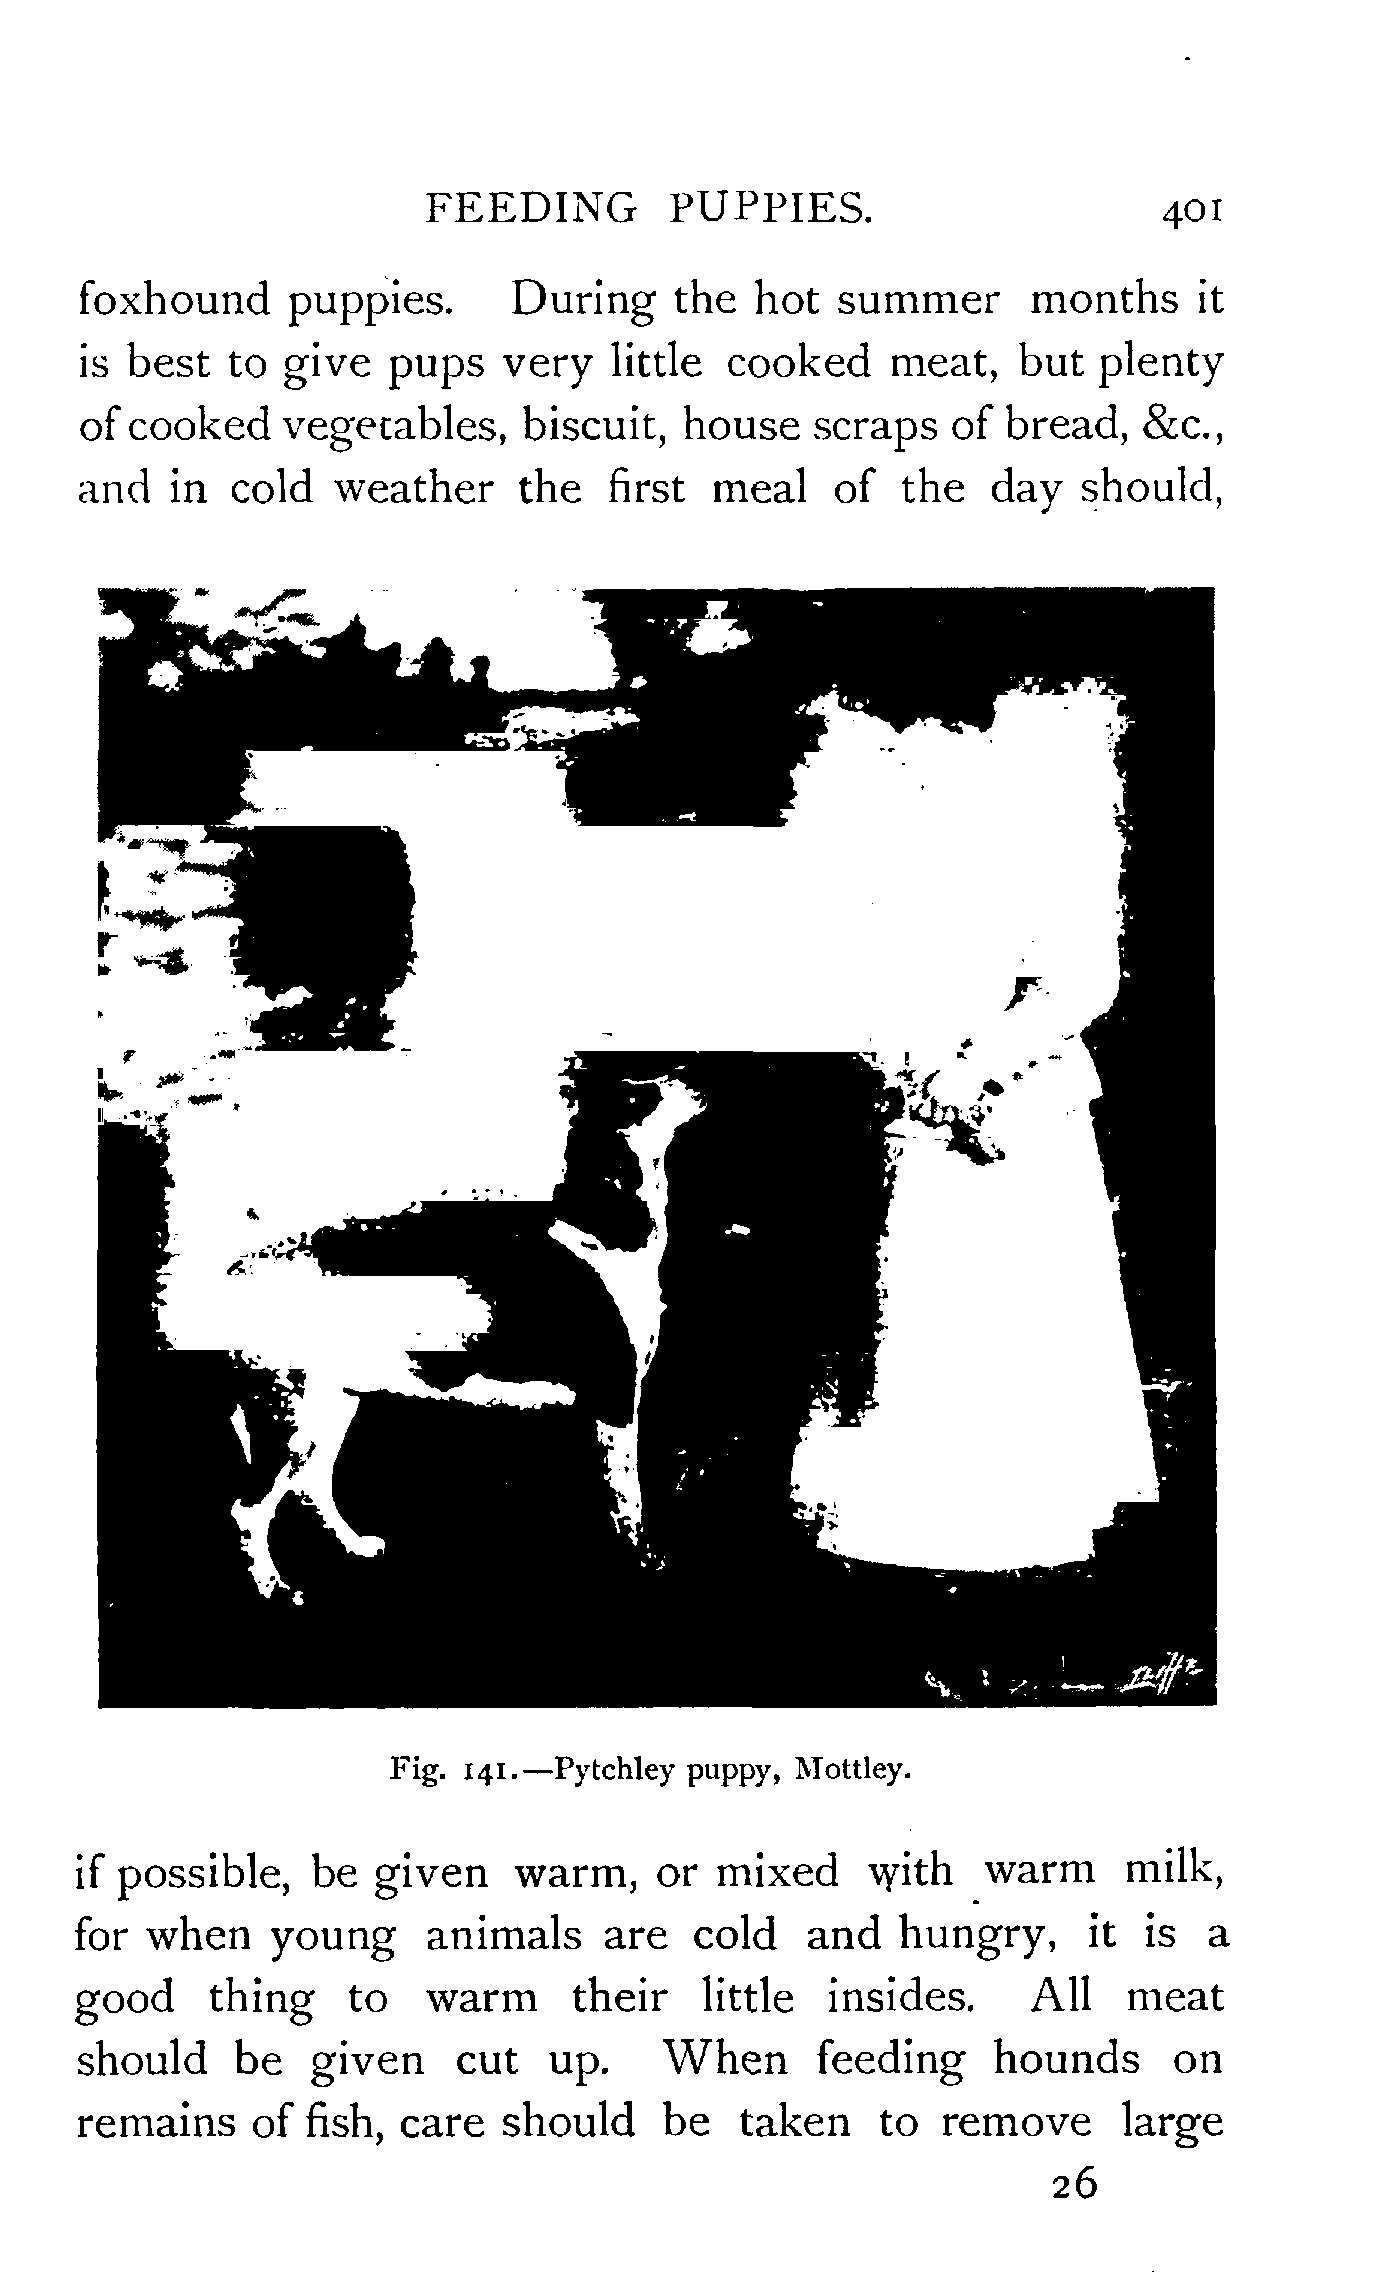 FEEDING PUPPIES. 401
foxhound puppies. During the hot summer months it
is best to give pups very little cooked meat, but plenty
of cooked vegetables, biscuit, house scraps of bread, &c.,
and in cold weather the first meal of the day should,
Fig. 141.—Pytchley puppy, Mottley.
if possible, be given warm, or mixed with warm milk,
for when young animals are cold and hungry, it is a
good thing to warm their little insides. All meat
should be given cut up. When feeding hounds on
remains of fish, care should be taken to remove large
26